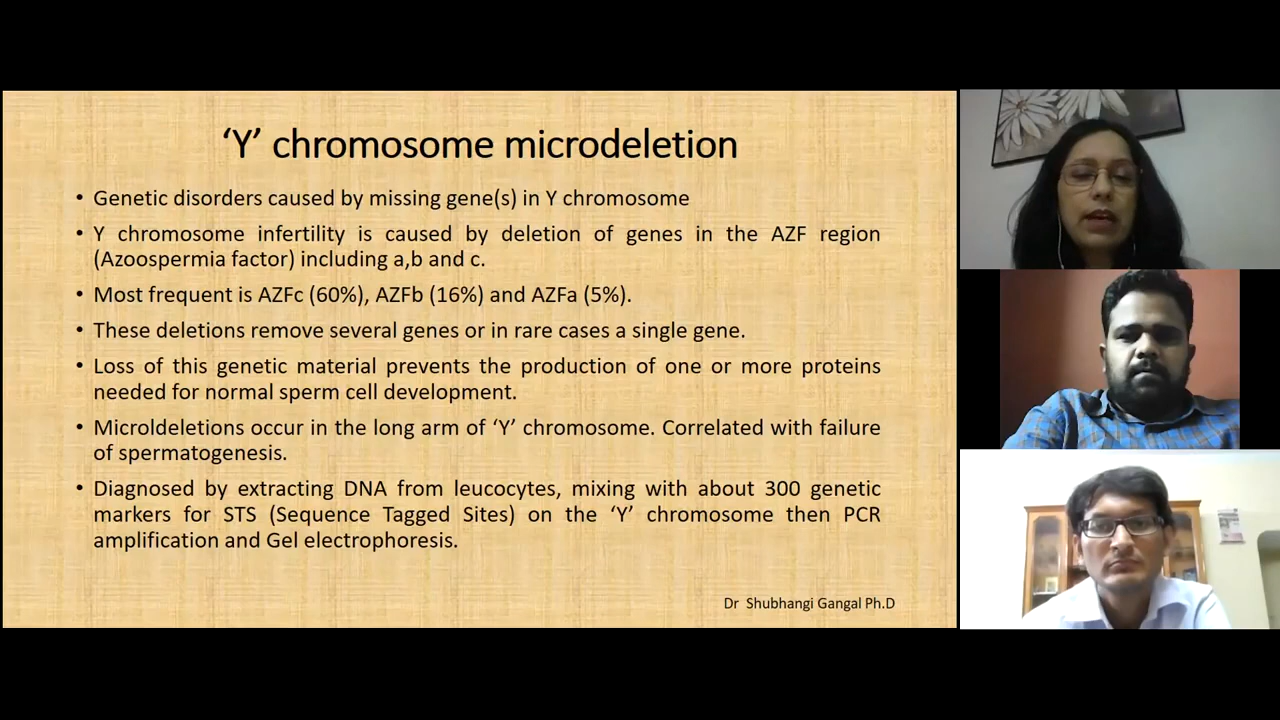 ‘Y’ chromosome microdeletion
• Genetic disorders caused by missing gene(s) in Y chromosome
• Y chromosome infertility is caused by deletion of genes in the AZF region
(Azoospermia factor) including a,b and c.
• Most frequent is AZFc (60%), AZFb (16%) and AZFa (5%).
• These deletions remove several genes or in rare cases a single gene.
• Loss of this genetic material prevents the production of one or more proteins
needed for normal sperm cell development.
• Microldeletions occur in the long arm of ‘Y’ chromosome. Correlated with failure
of spermatogenesis.
• Diagnosed by extracting DNA from leucocytes, mixing with about 300 genetic
markers for STS (Sequence Tagged Sites) on the ‘Y’ chromosome then PCR
amplification and Gel electrophoresis.
Dr Shubhangi Gangal Ph.D